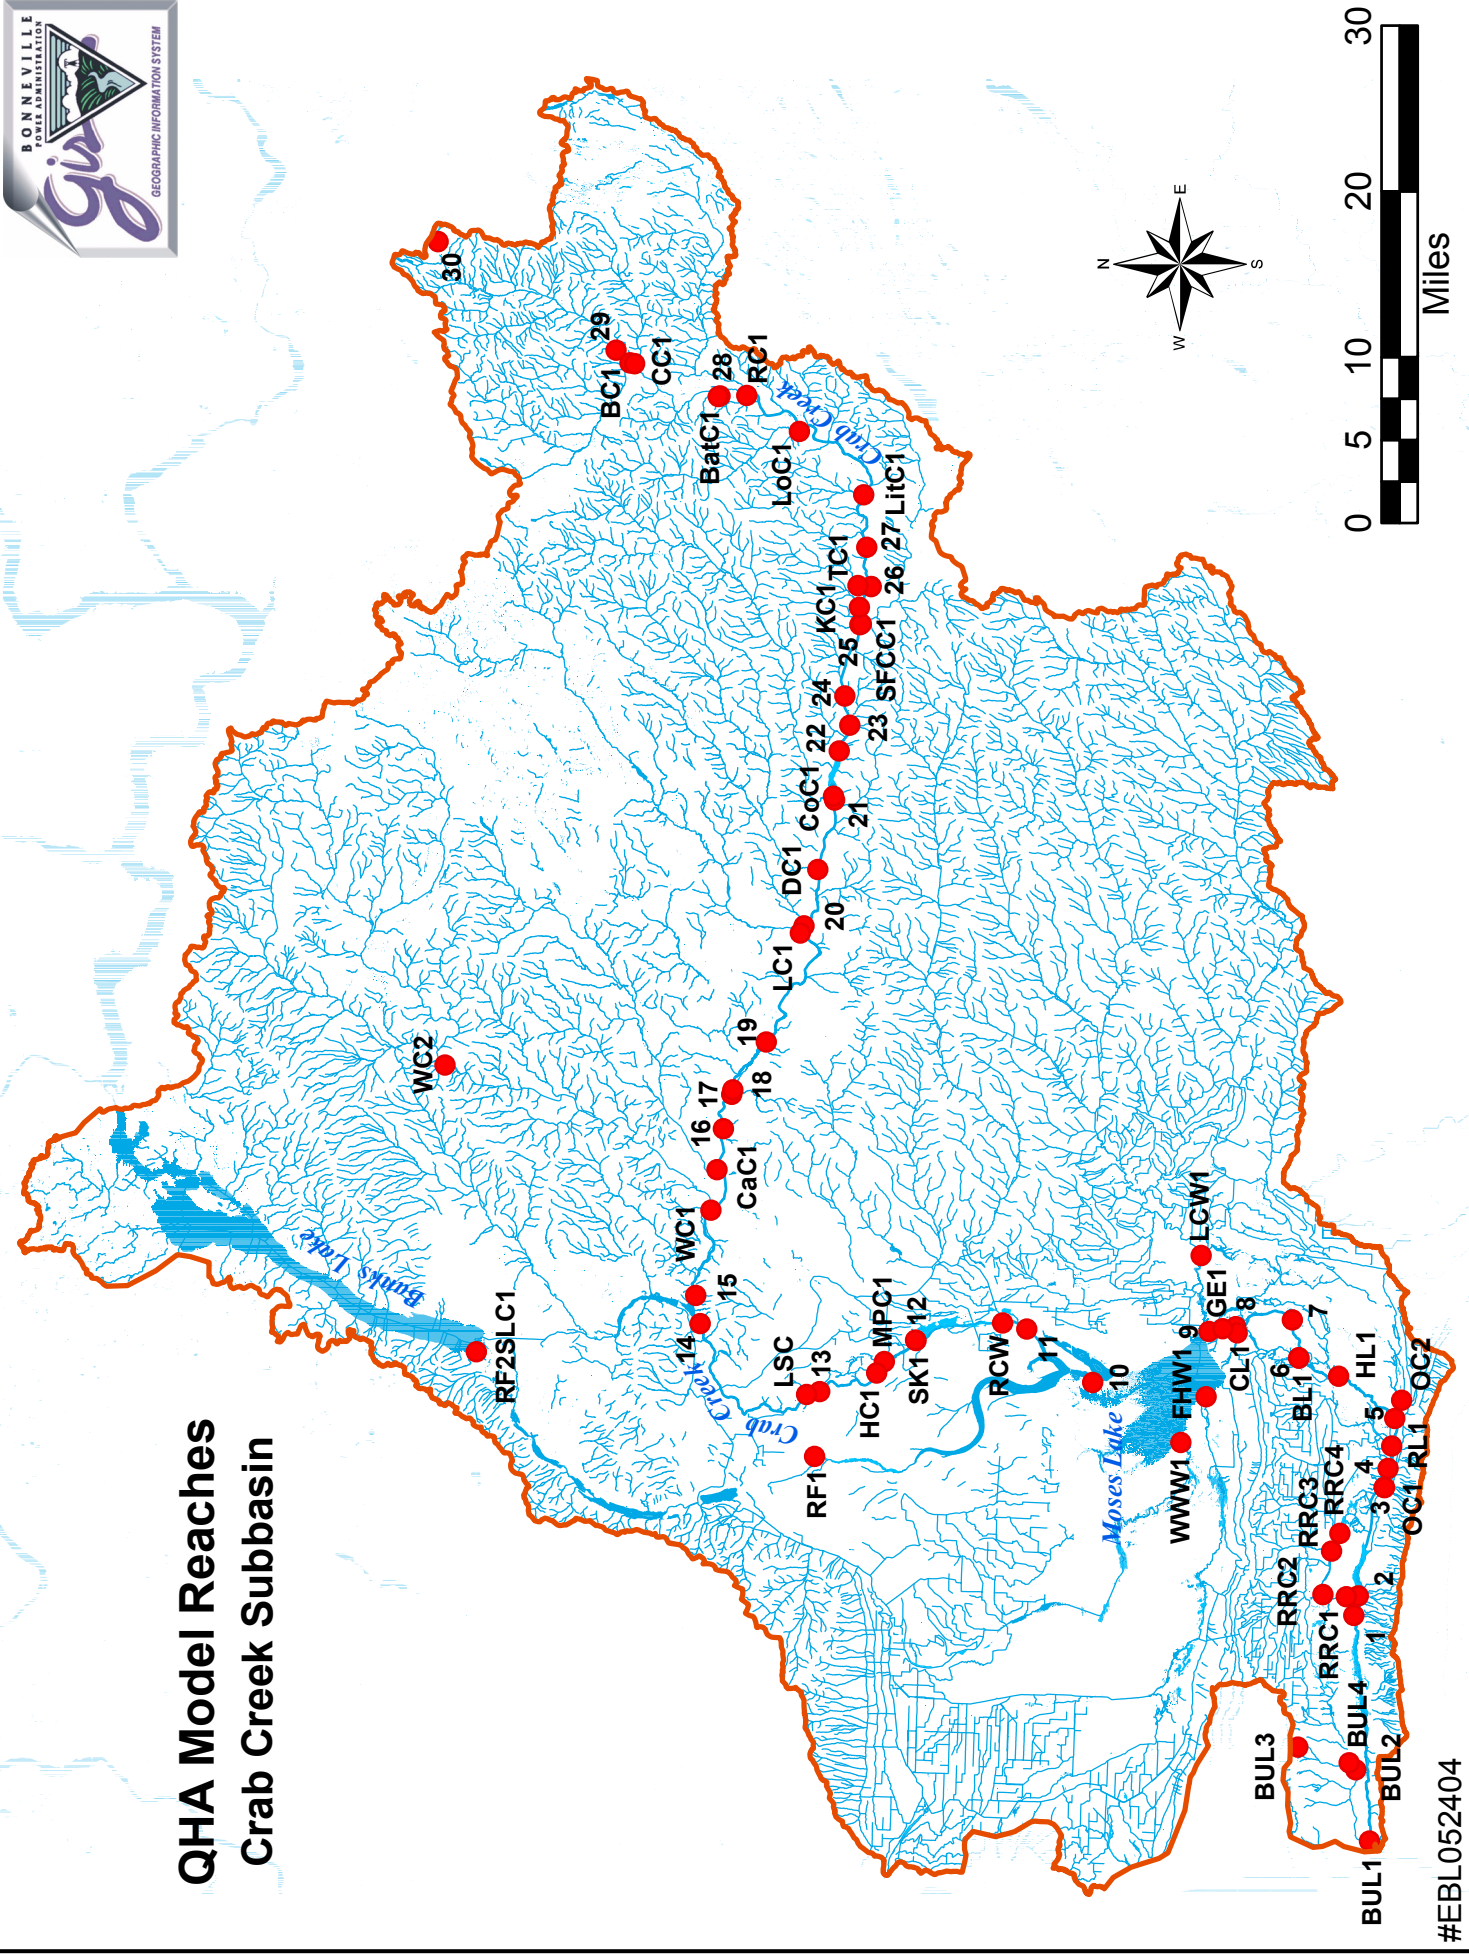 QHA Model Reaches
Crab Creek Subbasin
BONNEVILLE
POWER ADMINISTRATION
gis
GEOGRAPHIC INFORMATION SYSTEM
Banks Lake
RF2SLC1
WC2
30
29
BC1
CC1
28
BatC1
RC1
Crab Creek
LoC1
LitC1
27
TC1
26
KC1
25
SFCC1
24
23
22
CoC1
21
DC1
20
LC1
19
18
17
16
CaC1
WC1
15
14
Crab Creek
LSC
13
RF1
HC1
MPC1
SK1
12
RCW
11
10
Moses Lake
LCW1
GE1
9
8
FHW1
CL1
WWW1
7
6
BL1
HL1
OC2
5
RL1
4
RRC4
3
OC1
RRC3
RRC2
2
RRC1
1
BUL3
BUL4
BUL2
BUL1
N
W
E
S
0
5
10
20
30
Miles
#EBL052404